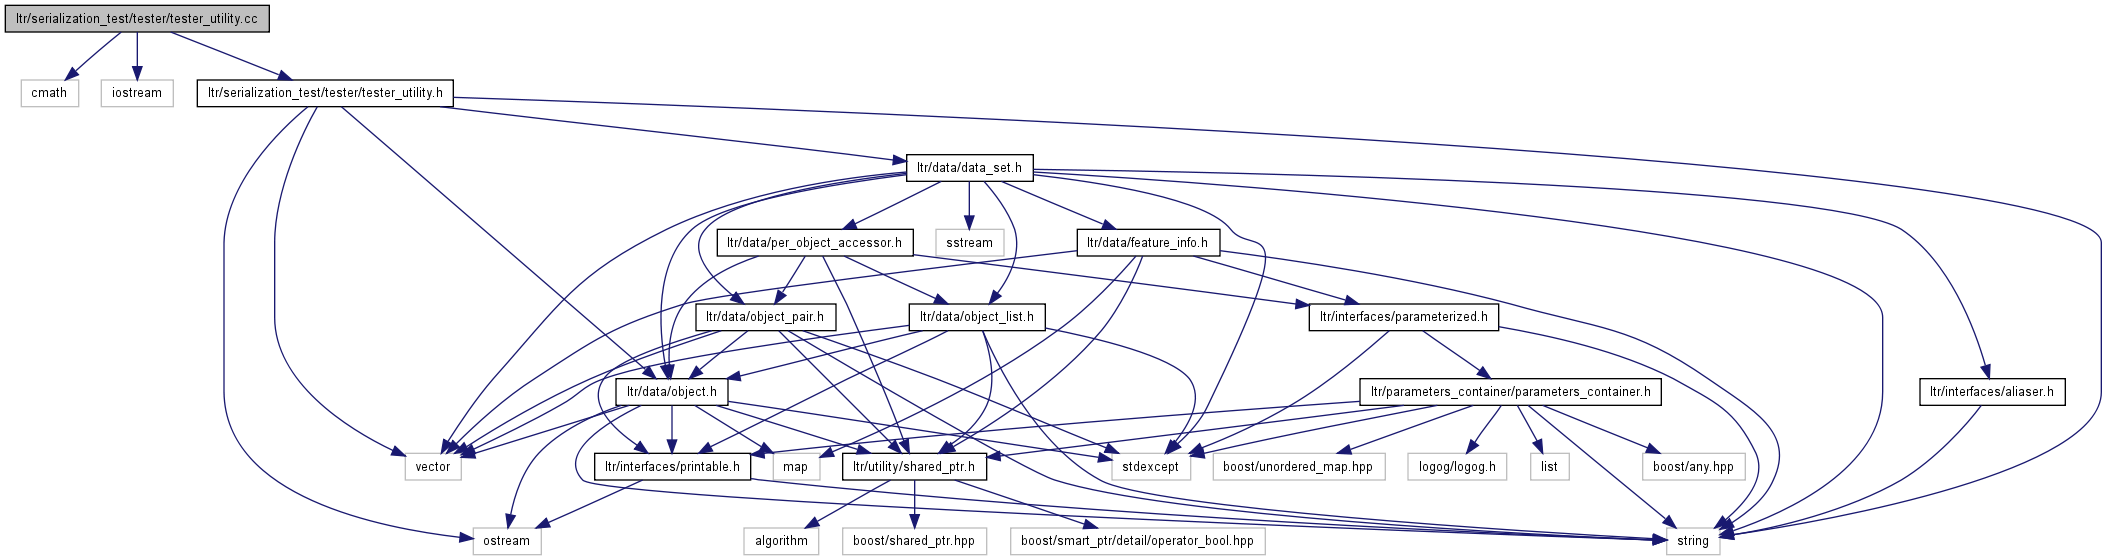 ltr/serialization_test/tester/tester_utility.cc
cmath
iostream
ltr/serialization_test/tester/tester_utility.h
ltr/data/data_set.h
ltr/data/per_object_accessor.h
sstream
ltr/data/feature_info.h
ltr/data/object_pair.h
ltr/data/object_list.h
ltr/interfaces/parameterized.h
ltr/data/object.h
ltr/parameters_container/parameters_container.h
ltr/interfaces/aliaser.h
vector
ltr/interfaces/printable.h
map
ltr/utility/shared_ptr.h
stdexcept
boost/unordered_map.hpp
logog/logog.h
list
boost/any.hpp
ostream
algorithm
boost/shared_ptr.hpp
boost/smart_ptr/detail/operator_bool.hpp
string